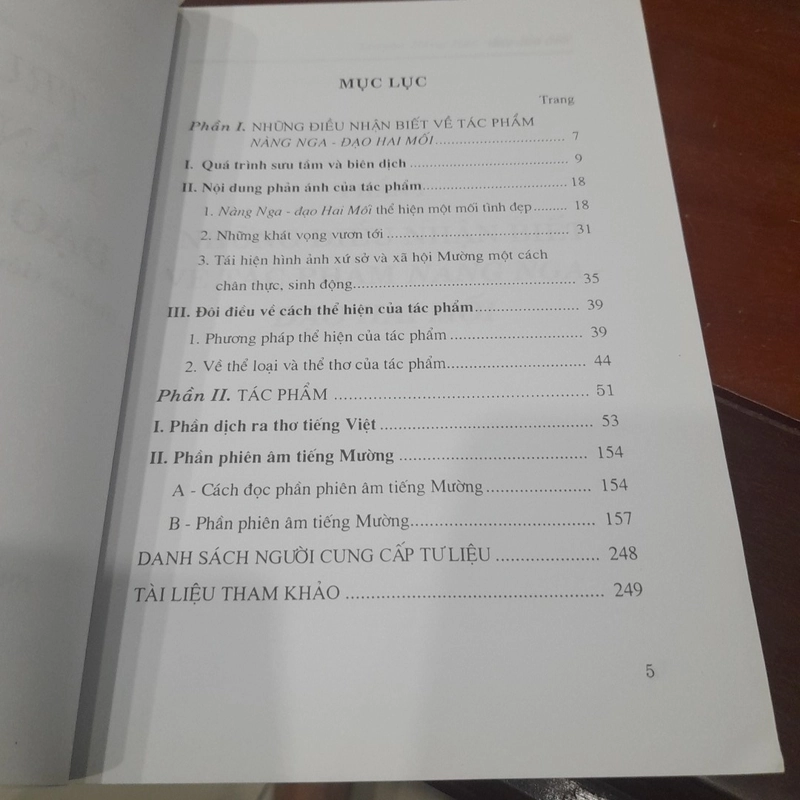 MỤC LỤC
Trang
Phần I. NHỮNG ĐIỀU NHẬN BIẾT VỀ TÁC PHẨM
NÀNG NGA - ĐẠO HAI MỐI.............................. 7
I. Quá trình sưu tầm và biên dịch .............................. 9
II. Nội dung phản ánh của tác phẩm.............................. 18
1. Nàng Nga - đạo Hai Mối thể hiện một mối tình đẹp......... 18
2. Những khát vọng vươn tới .............................. 31
3. Tái hiện hình ảnh xứ sở và xã hội Mường một cách
chân thực, sinh động.............................. 35
III. Đôi điều về cách thể hiện của tác phẩm.................... 39
1. Phương pháp thể hiện của tác phẩm .................... 39
2. Về thể loại và thể thơ của tác phẩm.................... 44
Phần II. TÁC PHẨM .............................. 51
I. Phần dịch ra thơ tiếng Việt .............................. 53
II. Phần phiên âm tiếng Mường .............................. 154
A - Cách đọc phần phiên âm tiếng Mường.................... 154
B - Phần phiên âm tiếng Mường.............................. 157
DANH SÁCH NGƯỜI CUNG CẤP TƯ LIỆU .................... 248
TÀI LIỆU THAM KHẢO .............................. 249
5